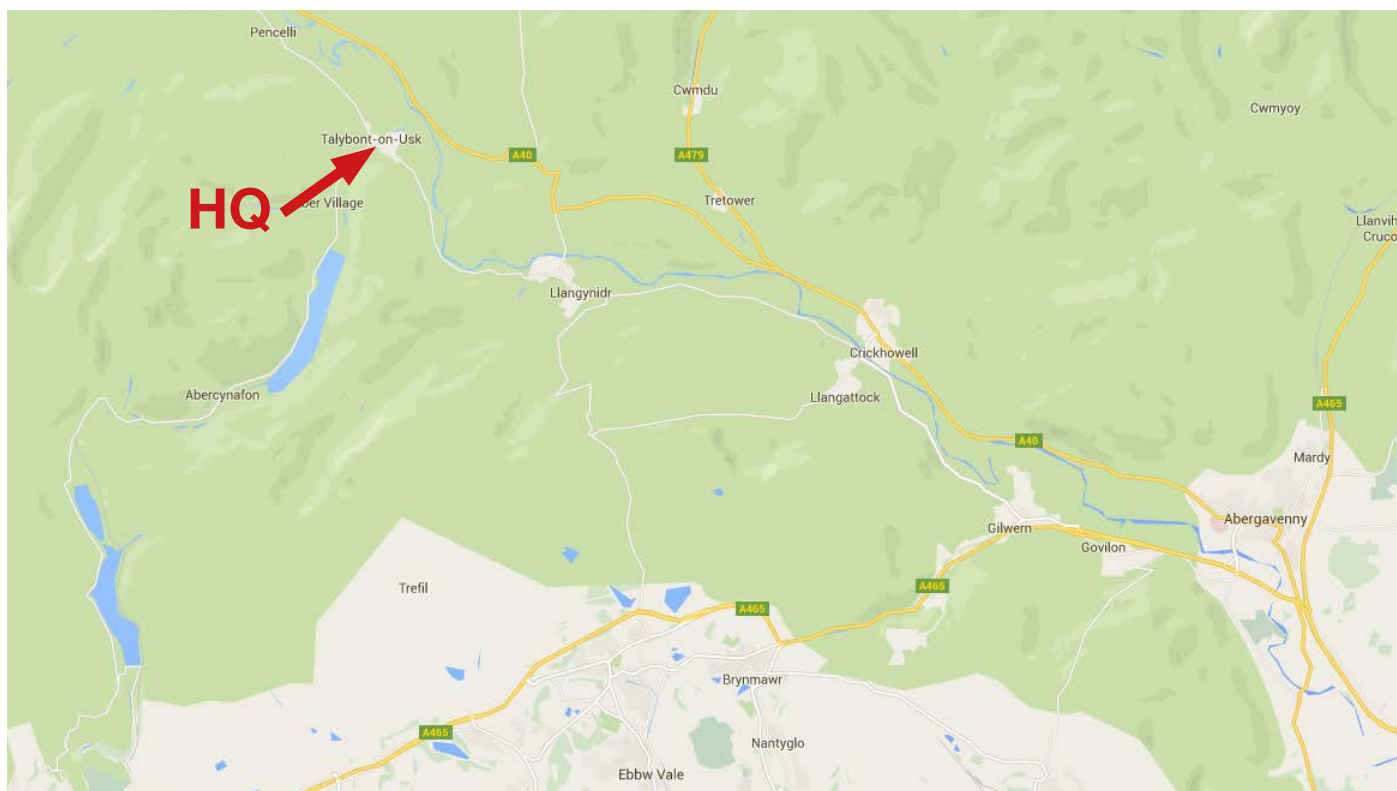 Pencelli
Cwmdu
Cwmyoy
Talybont-on-Usk
A40
A479
HQ
er Village
Tretower
Llanvih
Cruco
Llangynidr
Crickhowell
Abercynafon
Llangattock
A465
A40
Mardy
Abergavenny
Gilwern
Govilon
Trefil
A465
A465
Brynmawr
A465
Nantyglo
Ebbw Vale